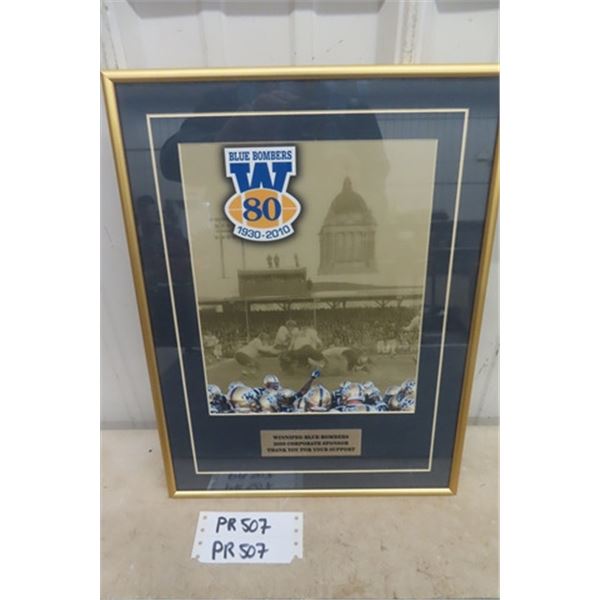 BLUE BOMBERS
W
80
1930-2010
WINNIPEG BLUE BOMBERS
2010 CORPORATE SPONSOR
THANK YOU FOR YOUR SUPPORT
PR 507
PR 507